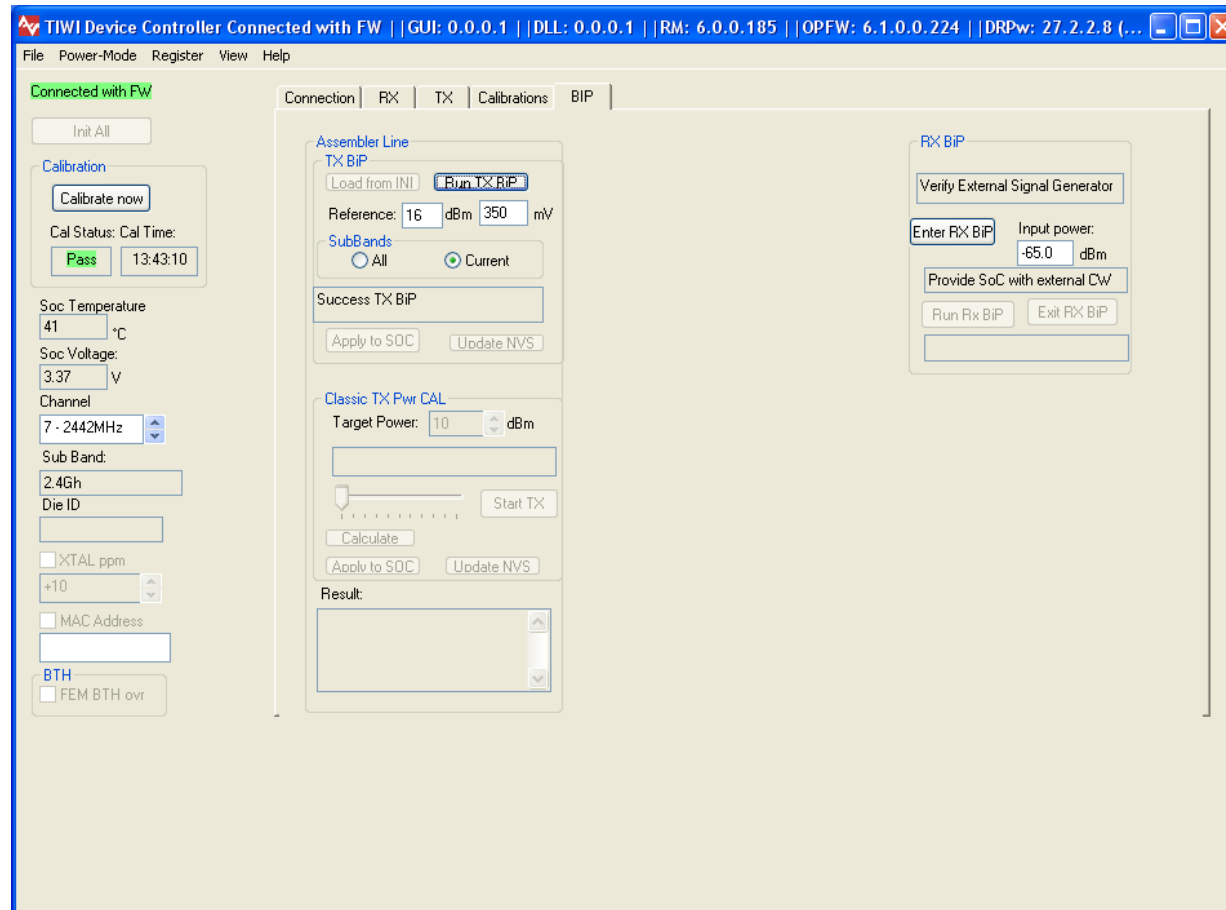 TIWI Device Controller Connected with FW ||GUI: 0.0.0.1 ||DLL: 0.0.0.1 ||RM: 6.0.0.185 ||OPFW: 6.1.0.0.224 ||DRPw: 27.2.2.8 (...
File Power-Mode Register View Help
Connected with FW
Init All
Calibration
Calibrate now
Cal Status: Cal Time:
Pass 13:43:10
Soc Temperature
41 °C
Soc Voltage:
3.37 V
Channel
7 - 2442MHz
Sub Band:
2.4Gh
Die ID
XTAL ppm
+10
MAC Address
BTH
FEM BTH ovr
Connection RX TX Calibrations BIP
Assembler Line
TX BiP
Load from INI Run TX BiP
Reference: 16 dBm 350 mV
SubBands
All Current
Success TX BiP
Apply to SOC Update NVS
Classic TX Pwr CAL
Target Power: 10 dBm
Start TX
Calculate
Apply to SOC Update NVS
Result:
RX BiP
Verify External Signal Generator
Enter RX BiP Input power:
-65.0 dBm
Provide SoC with external CW
Run Rx BiP Exit RX BiP